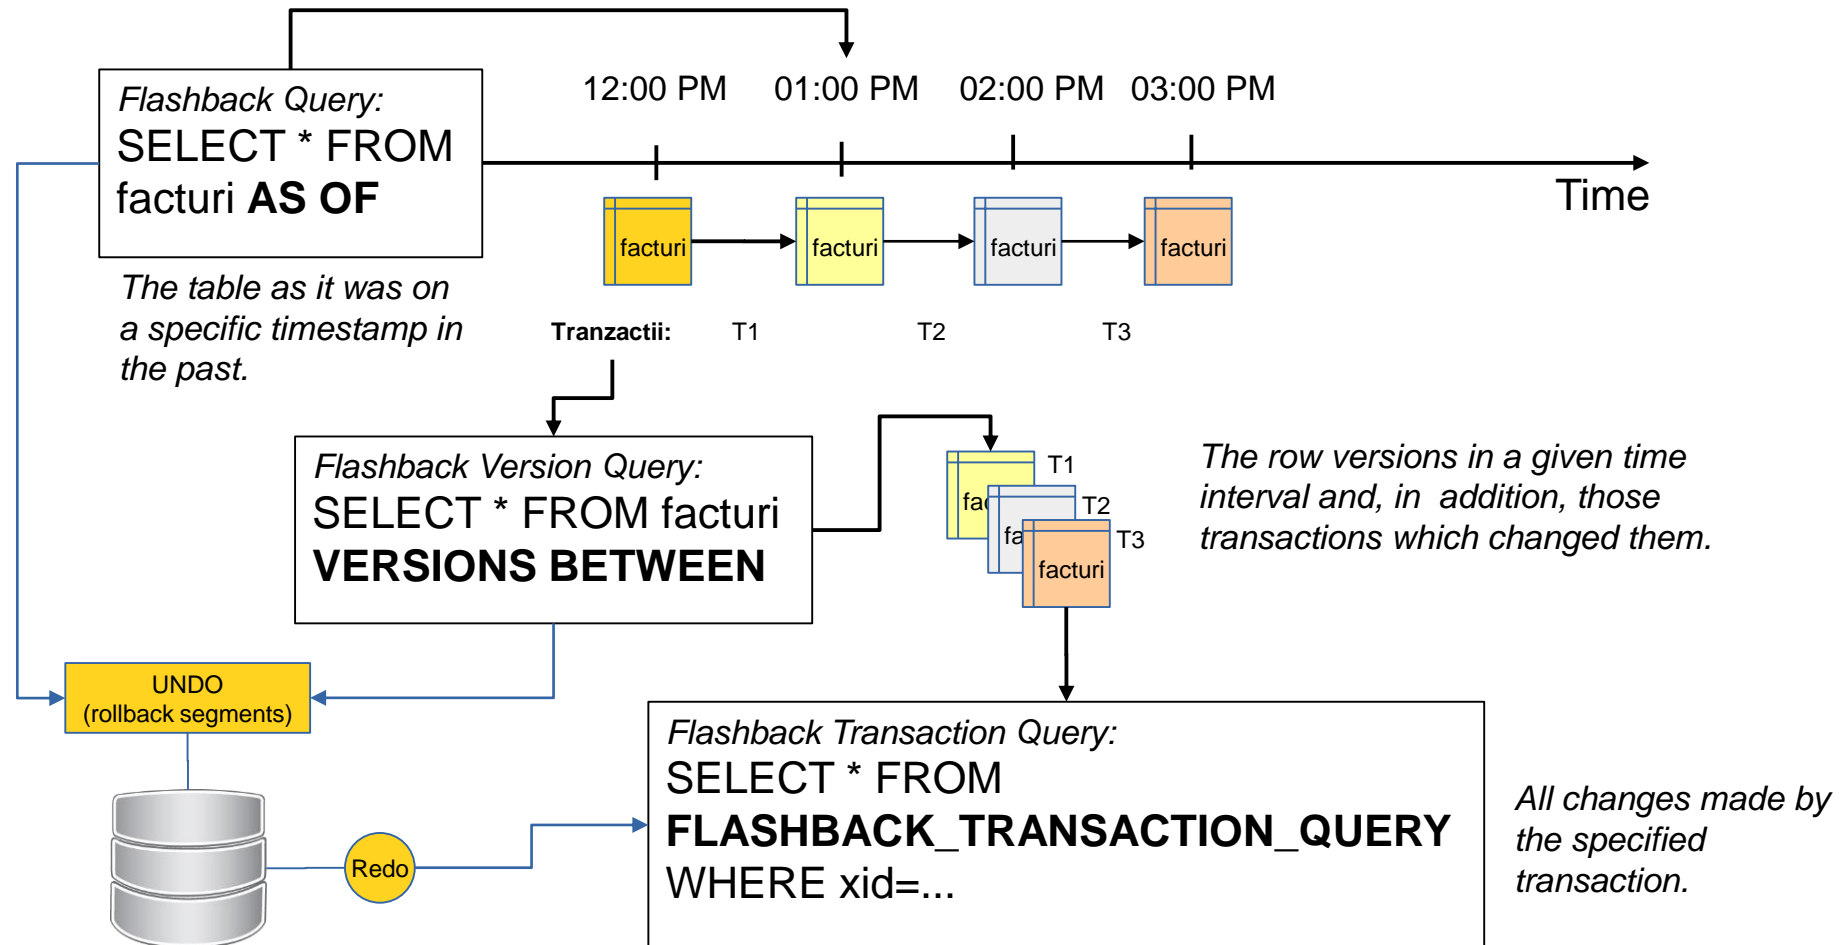 12:00 PM 01:00 PM 02:00 PM 03:00 PM
Flashback Query:
SELECT * FROM
facturi AS OF
Time
facturi facturi facturi facturi
The table as it was on
a specific timestamp in
the past.
Tranzactii: T1 T2 T3
Flashback Version Query:
SELECT * FROM facturi
VERSIONS BETWEEN
T1
T2
T3
facturi
The row versions in a given time
interval and, in addition, those
transactions which changed them.
UNDO
(rollback segments)
Redo
Flashback Transaction Query:
SELECT * FROM
FLASHBACK_TRANSACTION_QUERY
WHERE xid=...
All changes made by
the specified
transaction.